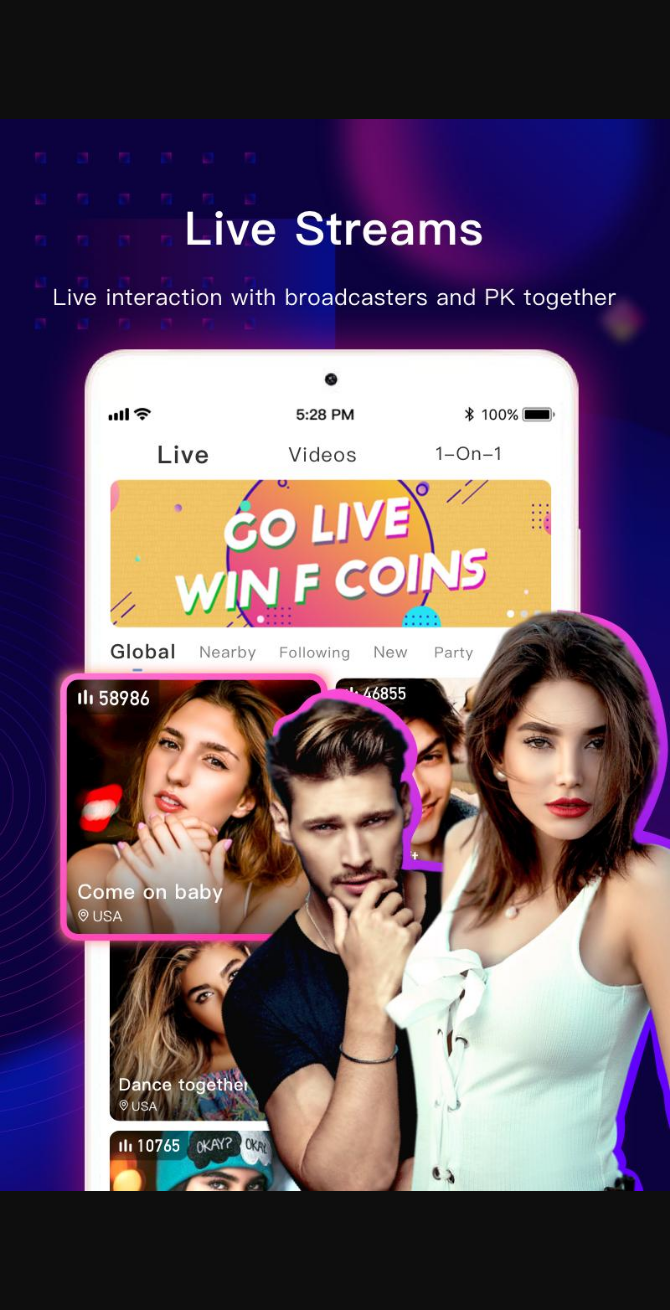 Live Streams
Live interaction with broadcasters and PK together
5:28 PM
100%
Live Videos 1-On-1
GO LIVE
WIN F COINS
Global Nearby Following New Party
58986
46855
Come on baby
USA
Dance together
USA
10765
OKAY?